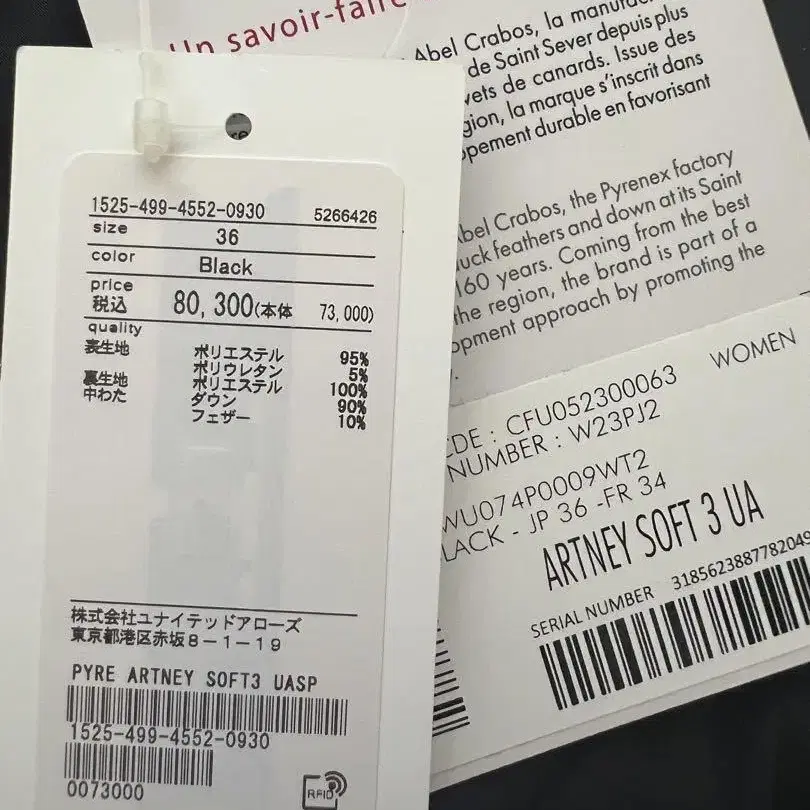 Un savoir-faire
Abel Crabos, la
de Saint Sever depuis plus
vets de canards. Issue des
gion, la marque s'inscrit dans
ppement durable en favorisant
Abel Crabos, the Pyrenex factory
uck feathers and down at its Saint
160 years. Coming from the best
the region, the brand is part of a
opment approach by promoting the
1525-499-4552-0930 5266426
size 36
color Black
price
税込 80,300(本体 73,000)
quality
表生地 ポリエステル 95%
ポリウレタン 5%
裏生地 ポリエステル 100%
中わた ダウン 90%
フェザー 10%
株式会社ユナイテッドアローズ
東京都港区赤坂8-1-19
PYRE ARTNEY SOFT3 UASP
1525-499-4552-0930
0073000
RFID
WOMEN
CDE : CFU052300063
NUMBER : W23PJ2
WU074P0009WT2
LACK - JP 36 -FR 34
ARTNEY SOFT 3 UA
SERIAL NUMBER 3185623887782049